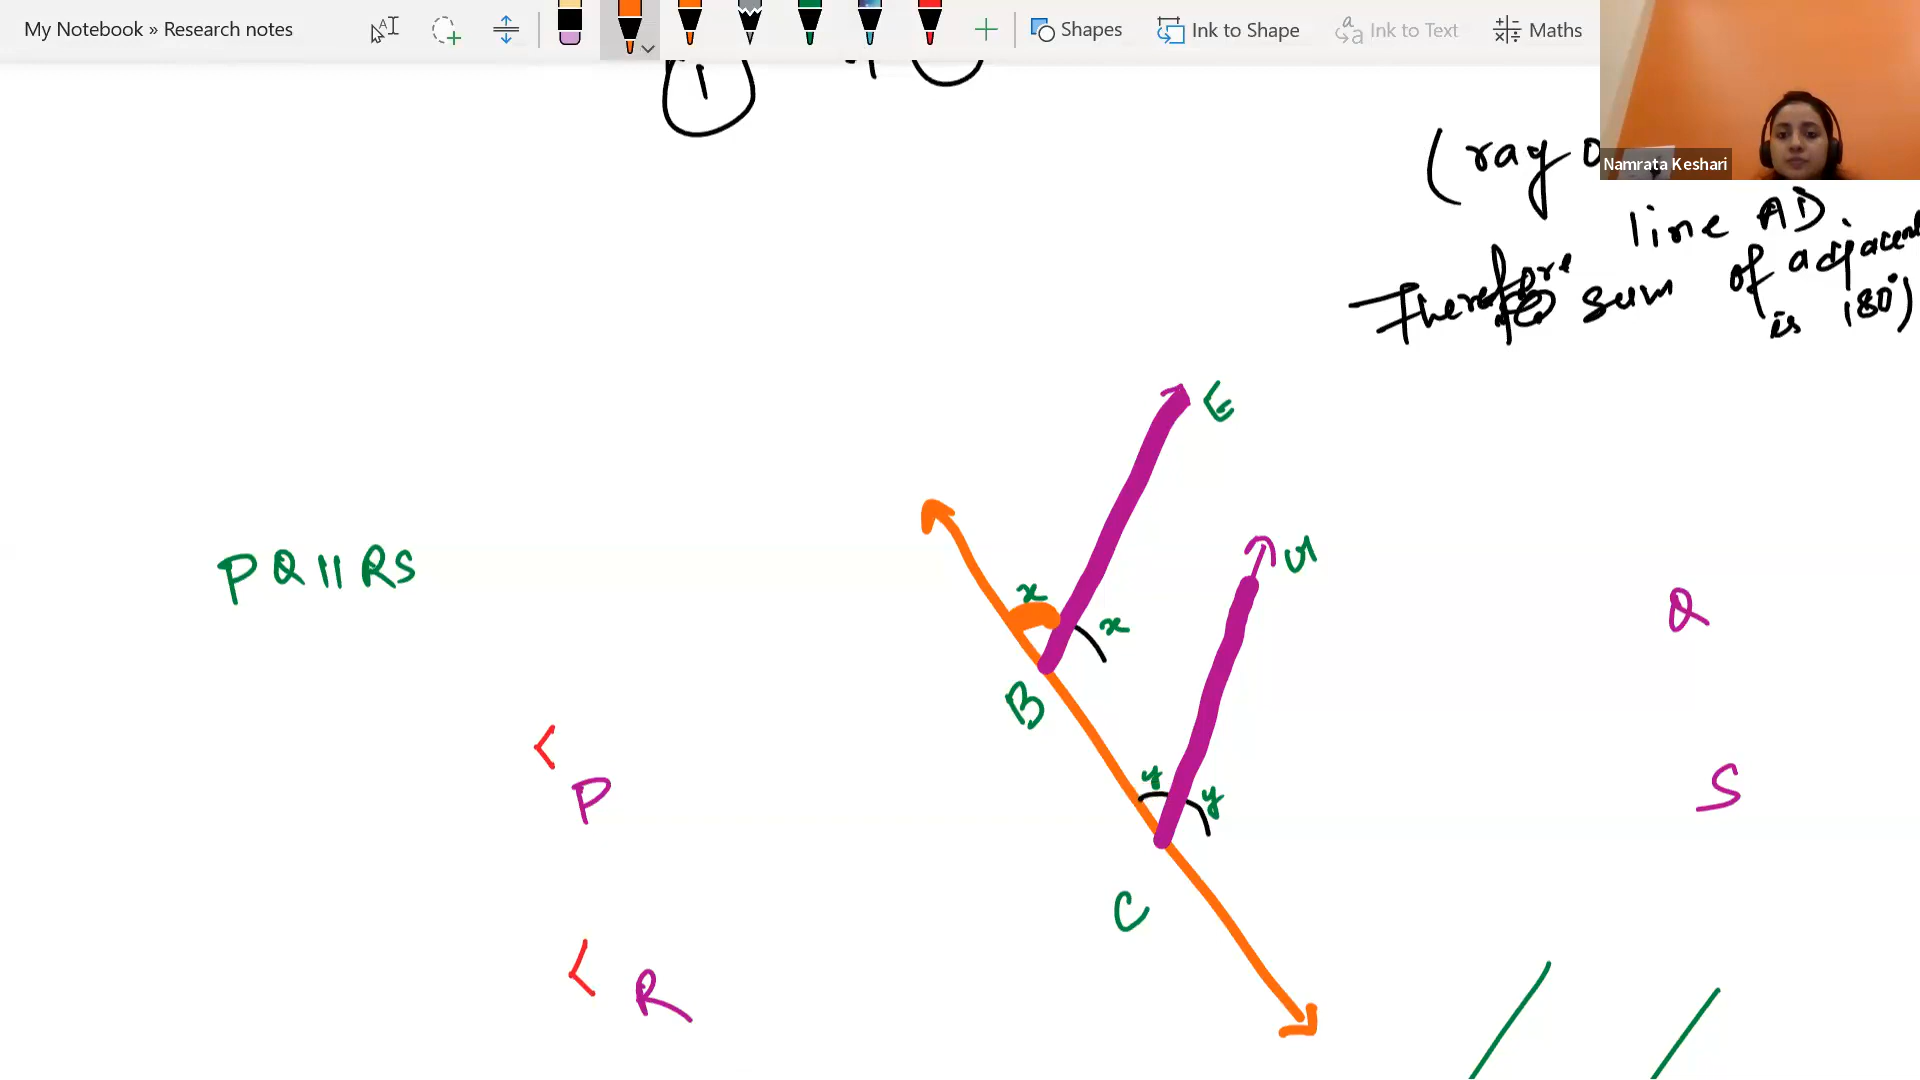 My Notebook » Research notes
Shapes
Ink to Shape
Ink to Text
Maths
Namrata Keshari
1
(ray
line AD.
Therefore sum of adjacent
is 180°)
E
PQ || RS
x
x
Q
B
y
y
S
P
C
R